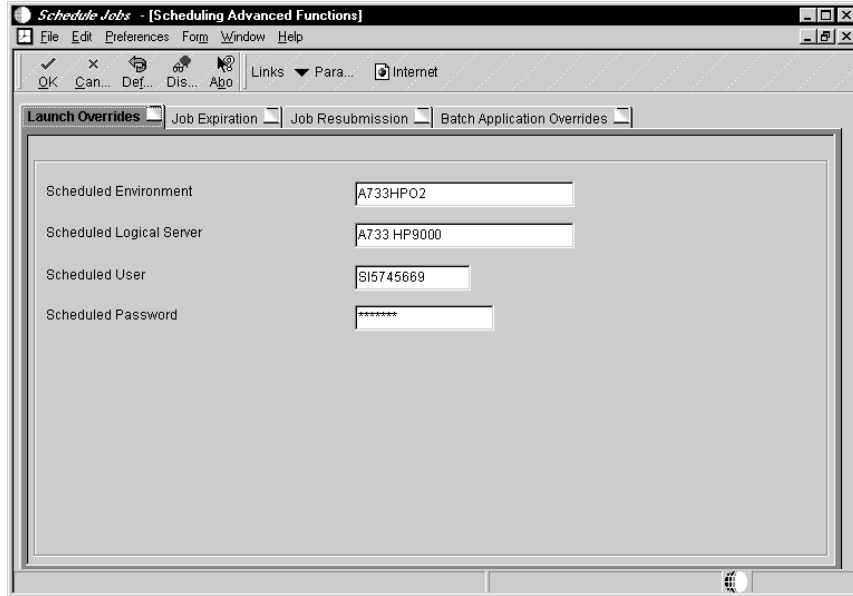 Schedule Jobs - [Scheduling Advanced Functions]
File Edit Preferences Form Window Help
OK Can... Def... Dis... Abo Links Para... Internet
Launch Overrides Job Expiration Job Resubmission Batch Application Overrides
Scheduled Environment A733HPO2
Scheduled Logical Server A733 HP9000
Scheduled User SI5745669
Scheduled Password *******